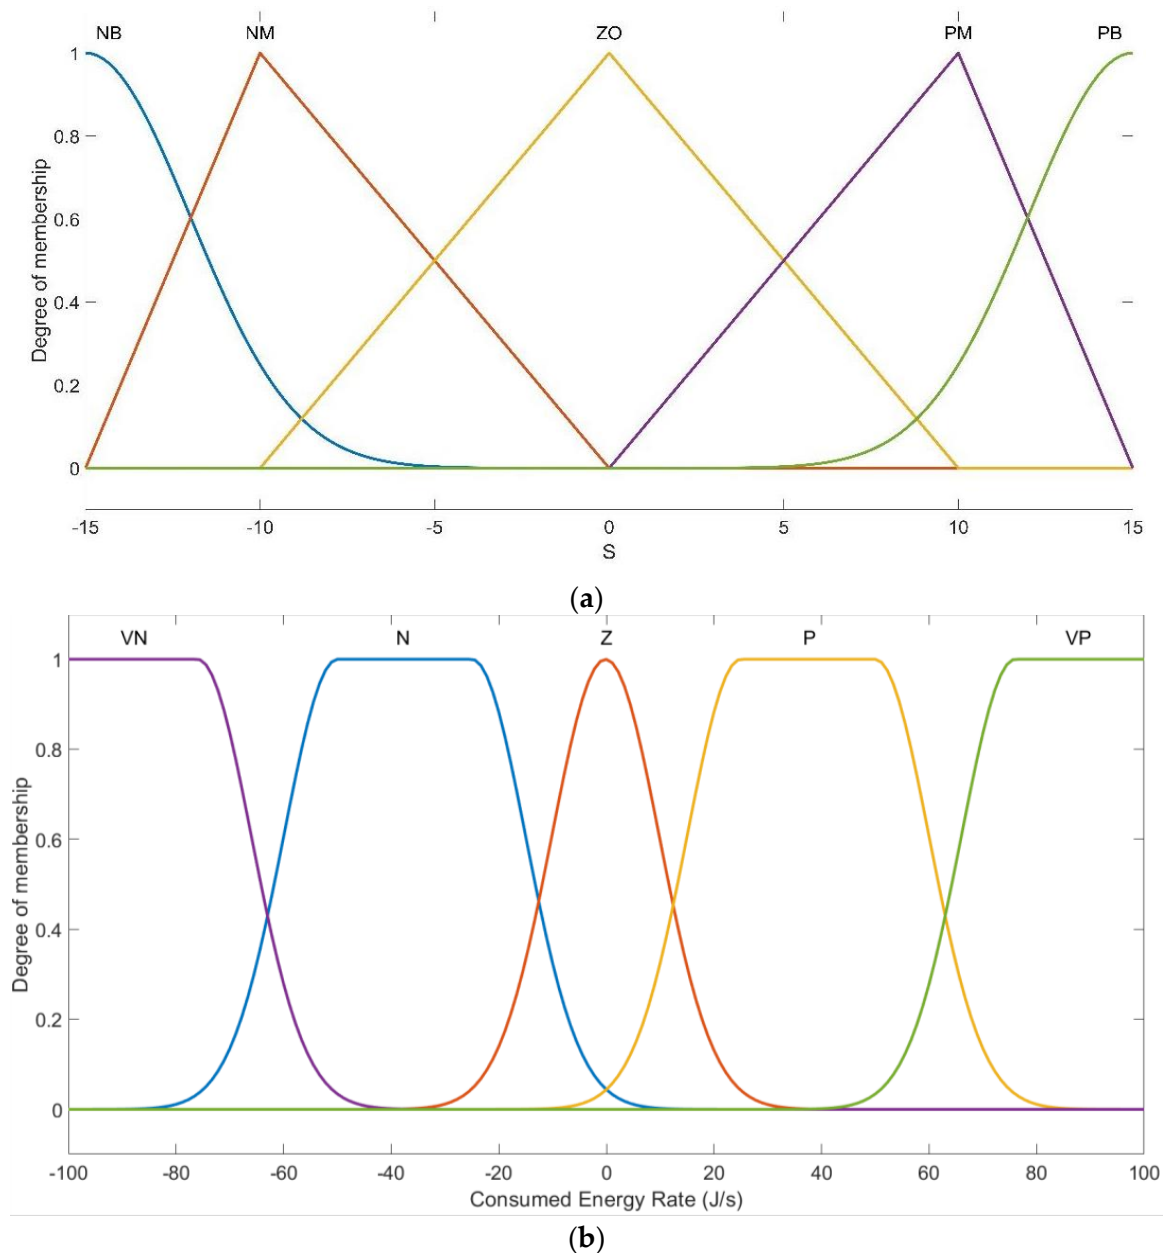 NB NM ZO PM PB
1
0.8
0.6
0.4
0.2
0
Degree of membership
-15 -10 -5 0 5 10 15
S
(a)
VN N Z P VP
1
0.8
0.6
0.4
0.2
0
Degree of membership
-100 -80 -60 -40 -20 0 20 40 60 80 100
Consumed Energy Rate (J/s)
(b)